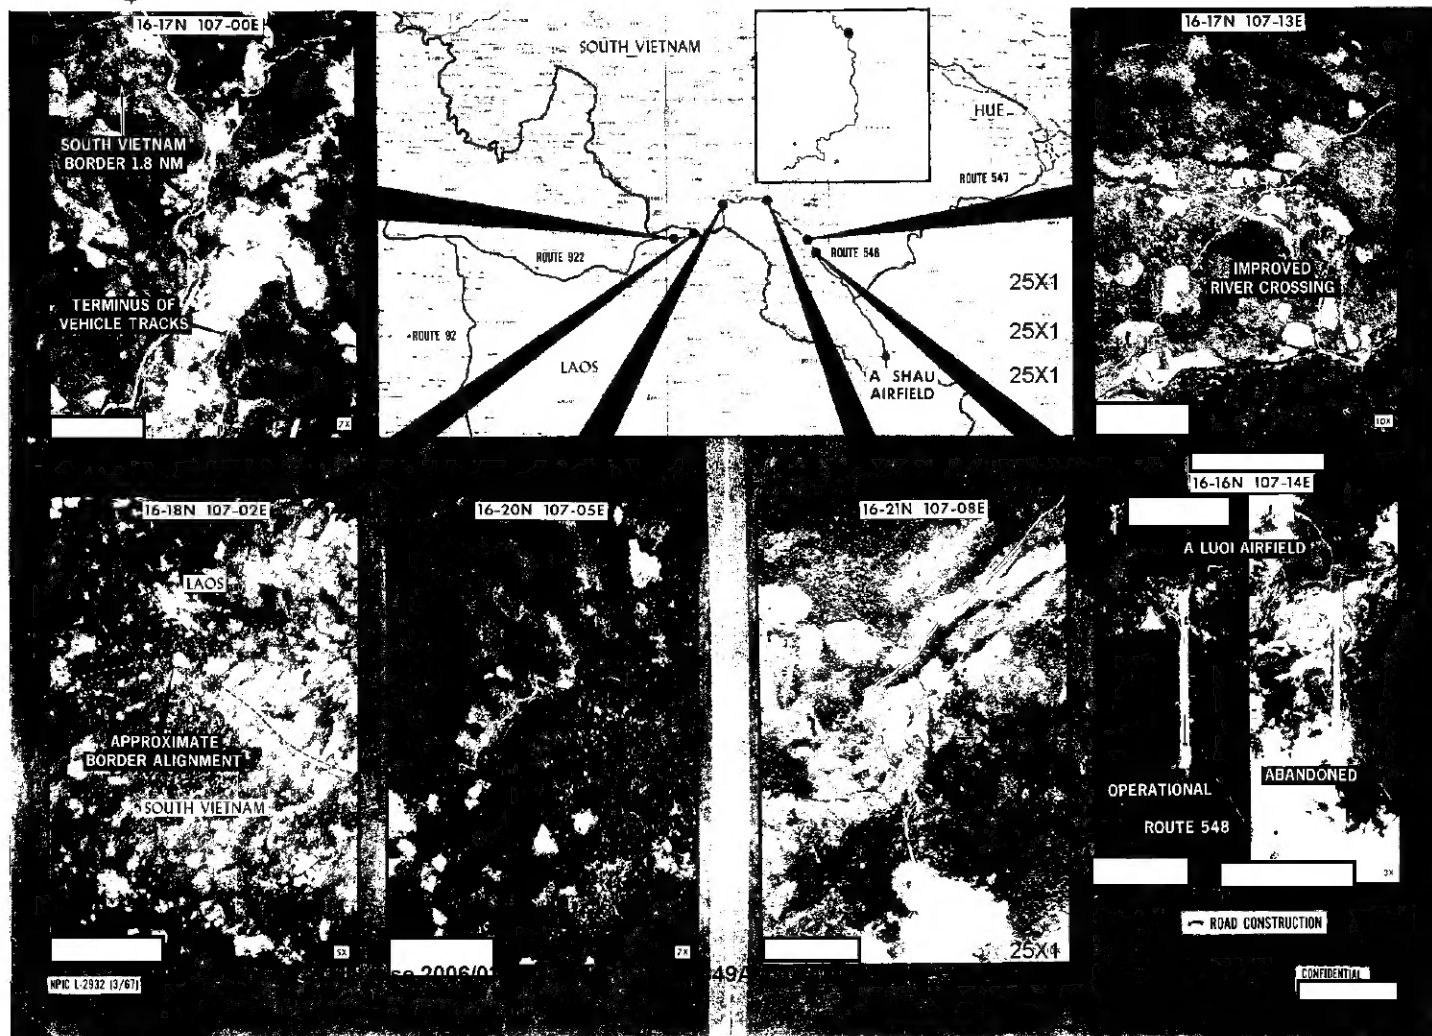 16-17N 107-00E
SOUTH VIETNAM
BORDER 1.8 NM
TERMINUS OF
VEHICLE TRACKS
7X
SOUTH VIETNAM
HUE
ROUTE 547
ROUTE 922
ROUTE 548
ROUTE 92
LAOS
A SHAU
AIRFIELD
25X1
25X1
25X1
16-17N 107-13E
IMPROVED
RIVER CROSSING
10X
16-18N 107-02E
LAOS
APPROXIMATE
BORDER ALIGNMENT
SOUTH VIETNAM
5X
16-20N 107-05E
7X
16-21N 107-08E
25X1
16-16N 107-14E
A LUOI AIRFIELD
OPERATIONAL
ABANDONED
ROUTE 548
3X
ROAD CONSTRUCTION
NPIC L-2932 (3/67)
CONFIDENTIAL